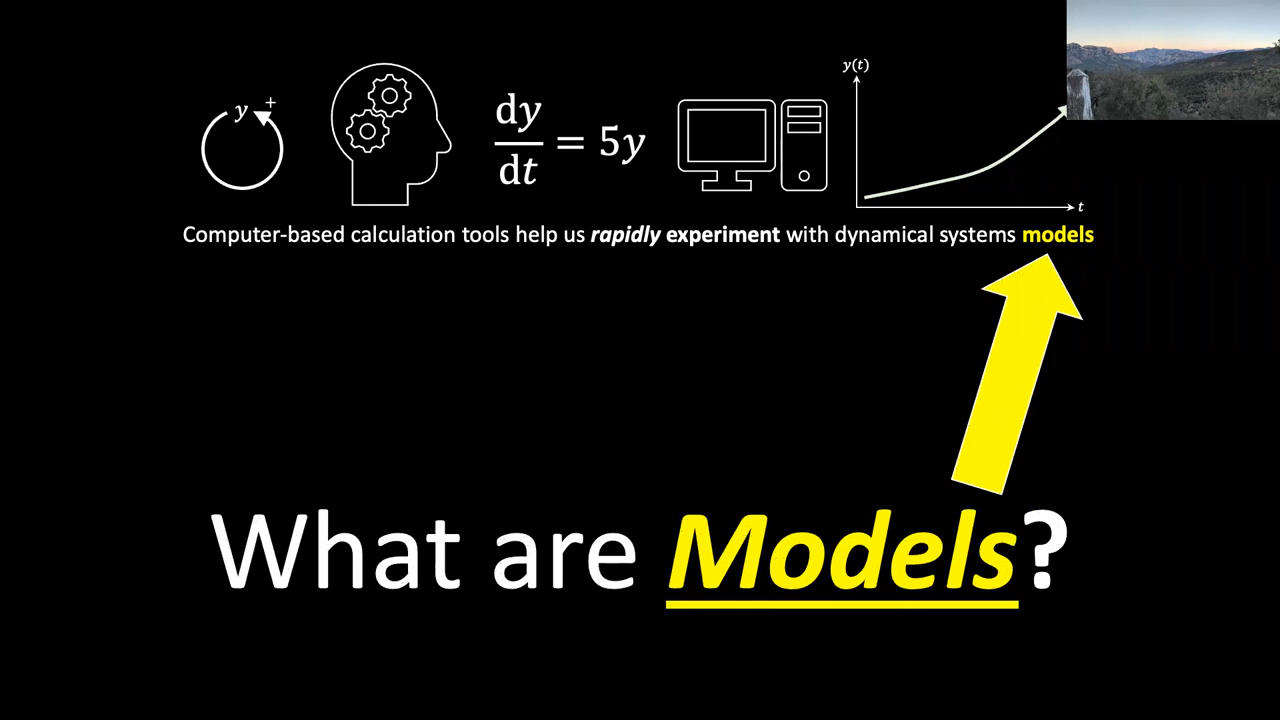 y +
dy
dt
= 5y
y(t)
t
Computer-based calculation tools help us rapidly experiment with dynamical systems models
What are Models?